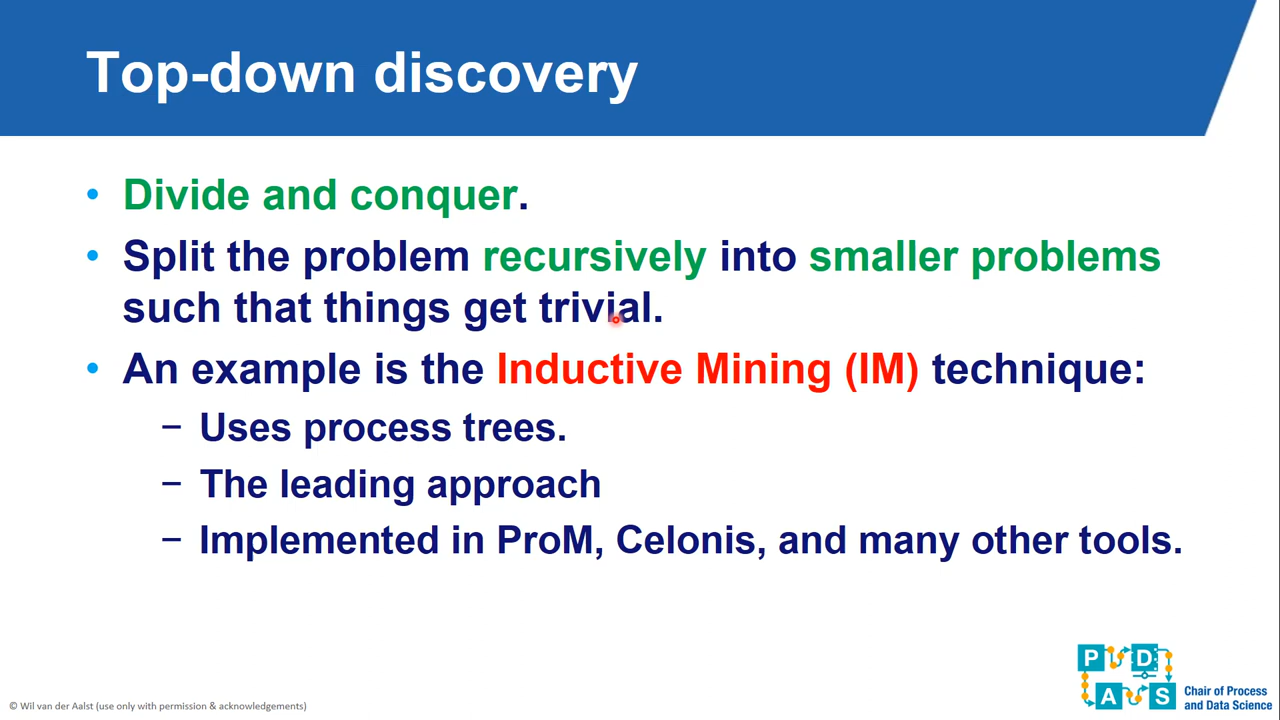 Top-down discovery
• Divide and conquer.
• Split the problem recursively into smaller problems
such that things get trivial.
• An example is the Inductive Mining (IM) technique:
− Uses process trees.
− The leading approach
− Implemented in ProM, Celonis, and many other tools.
P D
A S
Chair of Process
and Data Science
© Wil van der Aalst (use only with permission & acknowledgements)